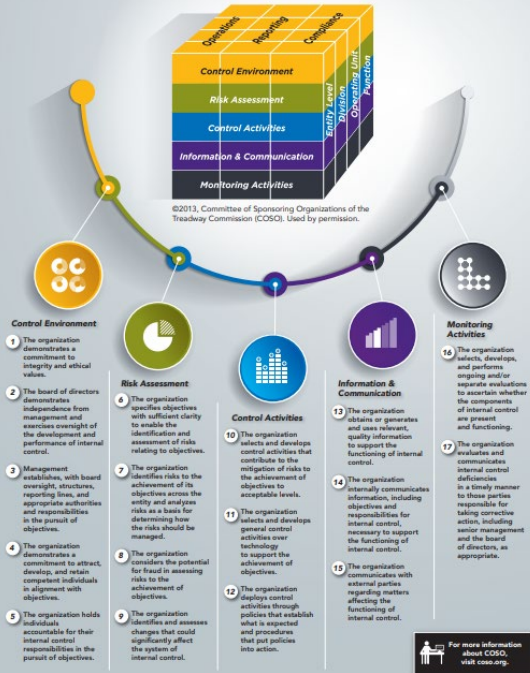 Operations
Reporting
Compliance
Control Environment
Risk Assessment
Control Activities
Information & Communication
Monitoring Activities
Entity Level
Division
Operating Unit
Function
©2013, Committee of Sponsoring Organizations of the
Treadway Commission (COSO). Used by permission.
Control Environment
1 The organization
demonstrates a
commitment to
integrity and ethical
values.
2 The board of directors
demonstrates
independence from
management and
exercises oversight of
the development and
performance of internal
control.
3 Management
establishes, with board
oversight, structures,
reporting lines, and
appropriate authorities
and responsibilities
in the pursuit of
objectives.
4 The organization
demonstrates a
commitment to attract,
develop, and retain
competent individuals
in alignment with
objectives.
5 The organization holds
individuals
accountable for their
internal control
responsibilities in the
pursuit of objectives.
Risk Assessment
6 The organization
specifies objectives
with sufficient clarity
to enable the
identification and
assessment of risks
relating to objectives.
7 The organization
identifies risks to the
achievement of its
objectives across the
entity and analyzes
risks as a basis for
determining how
the risks should be
managed.
8 The organization
considers the potential
for fraud in assessing
risks to the
achievement of
objectives.
9 The organization
identifies and assesses
changes that could
significantly affect
the system of
internal control.
Control Activities
10 The organization
selects and develops
control activities that
contribute to the
mitigation of risks to
the achievement of
objectives to
acceptable levels.
11 The organization
selects and develops
general control
activities over
technology
to support the
achievement of
objectives.
12 The organization
deploys control
activities through
policies that establish
what is expected
and procedures
that put policies
into action.
Information &
Communication
13 The organization
obtains or generates
and uses relevant,
quality information
to support the
functioning of internal
control.
14 The organization
internally communicates
information, including
objectives and
responsibilities for
internal control,
necessary to support
the functioning of
internal control.
15 The organization
communicates with
external parties
regarding matters
affecting the
functioning of
internal control.
Monitoring
Activities
16 The organization
selects, develops,
and performs
ongoing and/or
separate evaluations
to ascertain whether
the components
of internal control
are present
and functioning.
17 The organization
evaluates and
communicates
internal control
deficiencies
in a timely manner
to those parties
responsible for
taking corrective
action, including
senior management
and the board
of directors, as
appropriate.
For more information
about COSO,
visit coso.org.